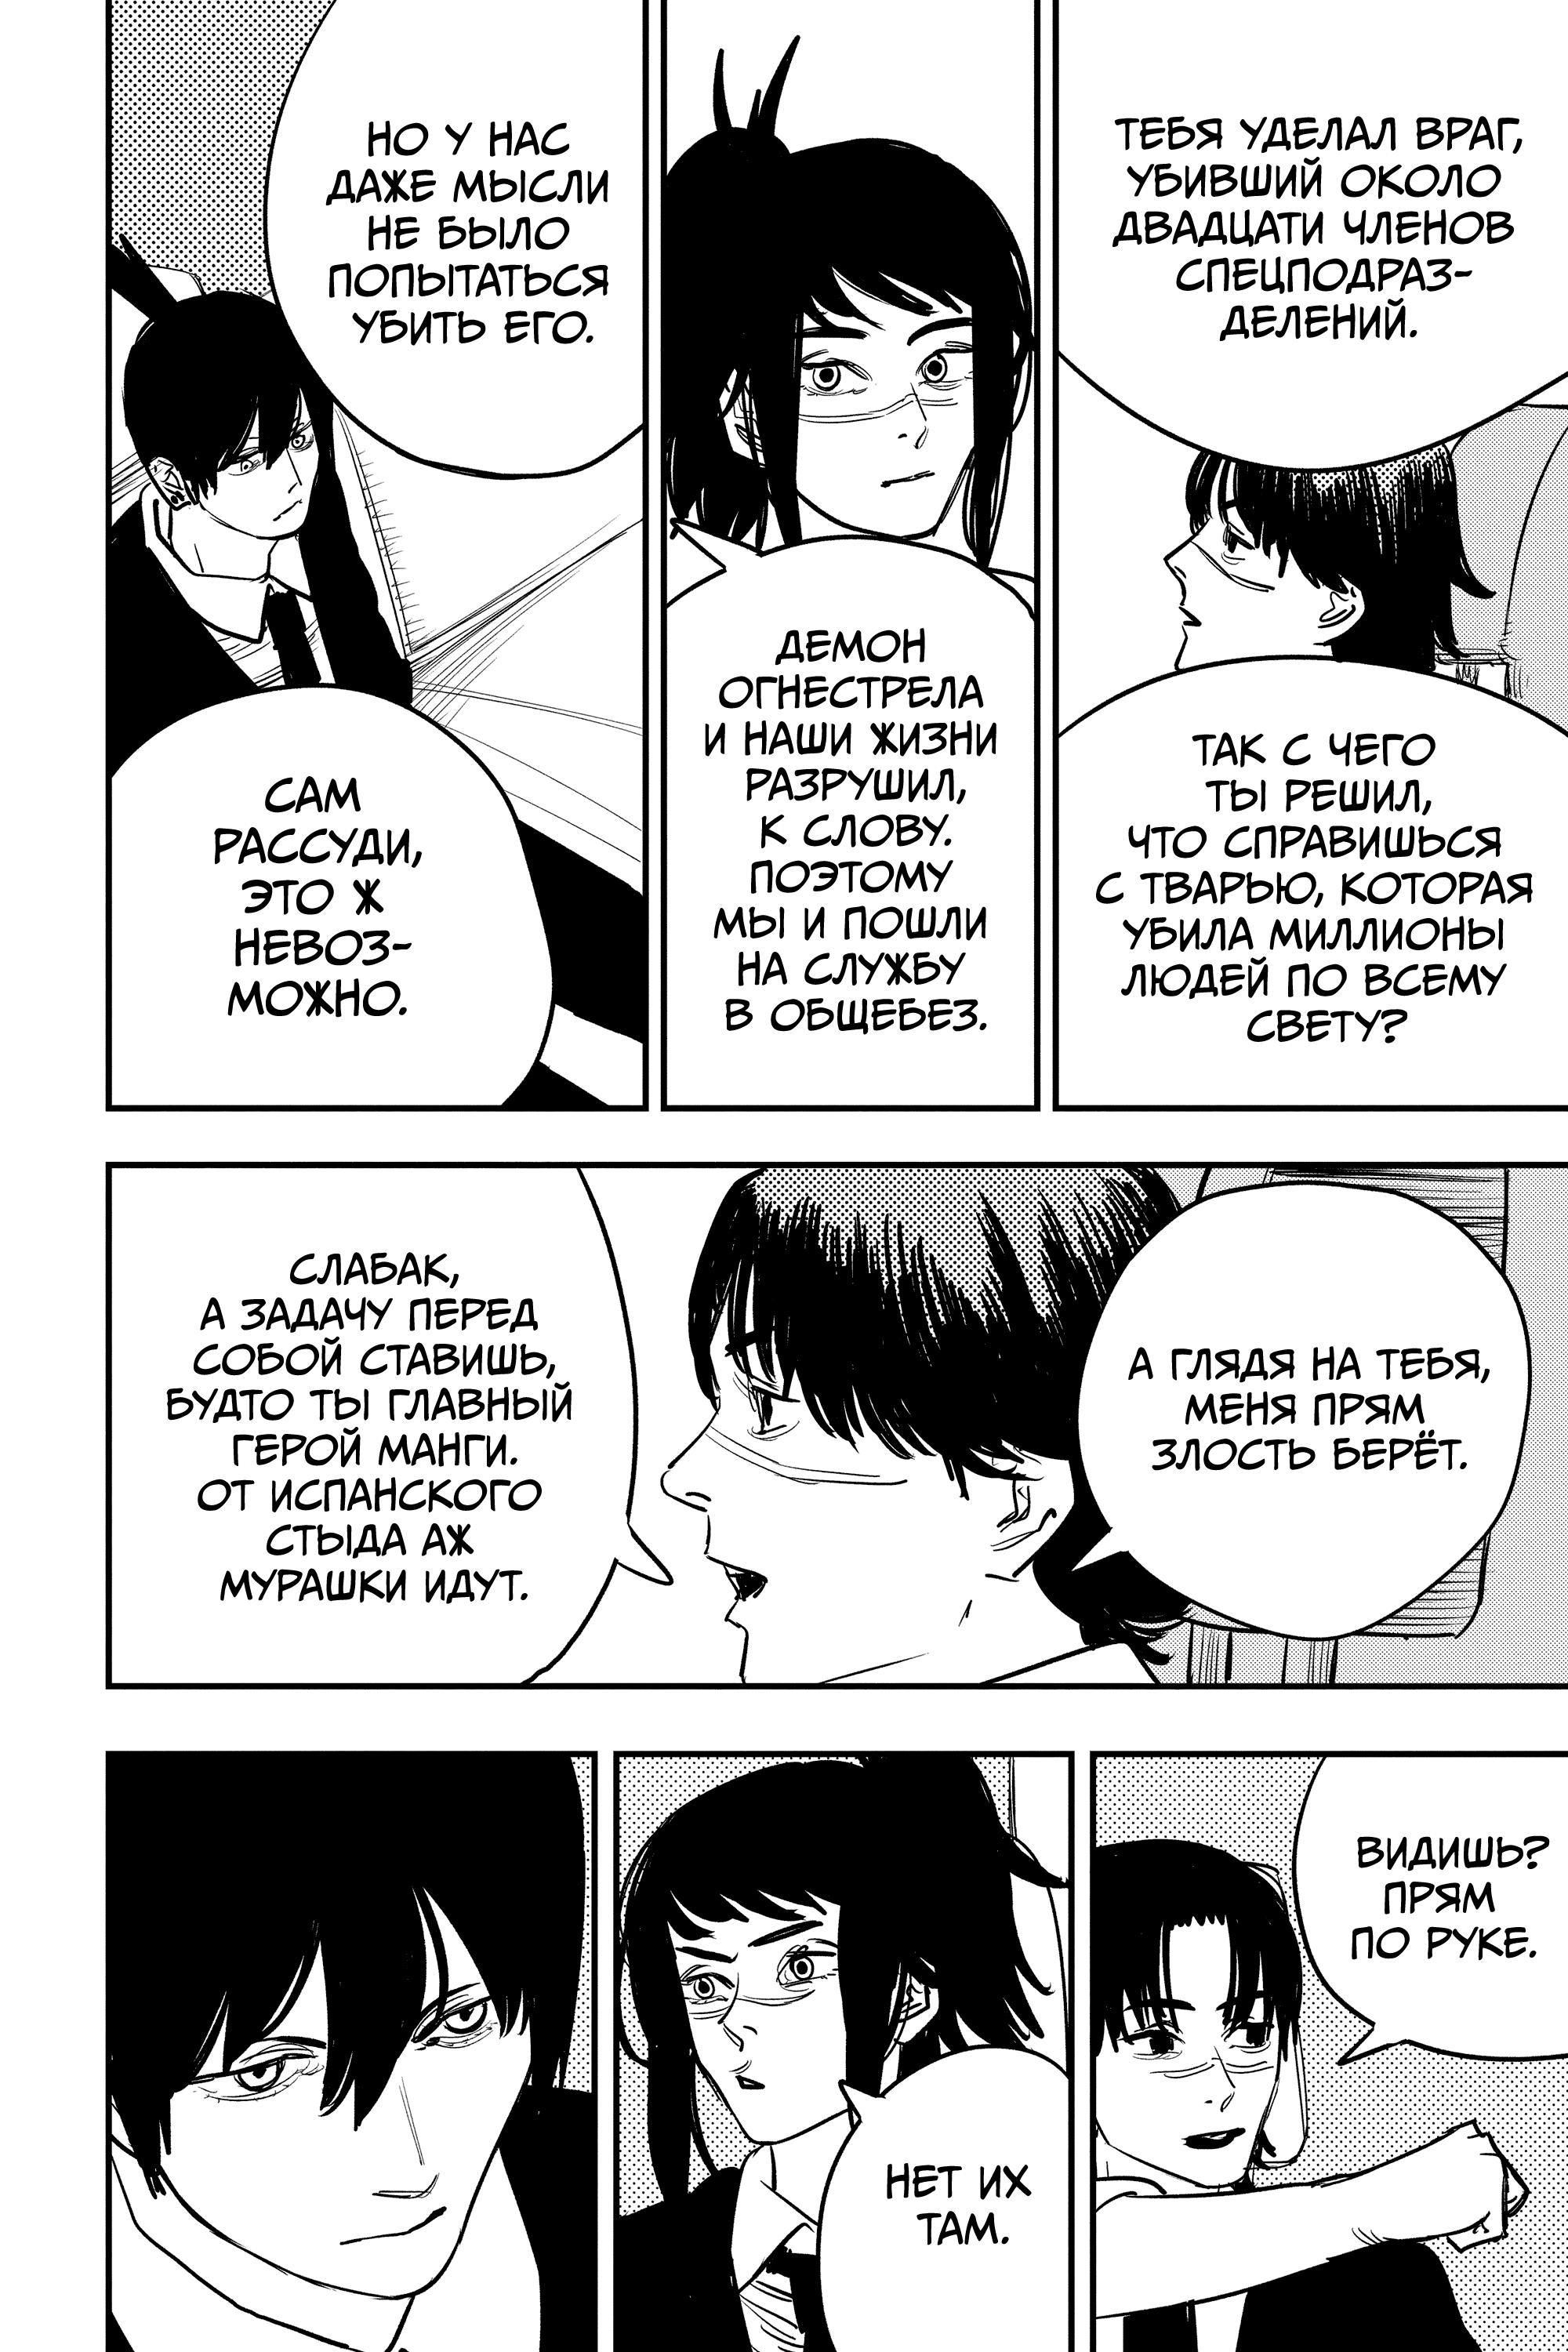 ТЕБЯ УДЕЛАЛ ВРАГ,
УБИВШИЙ ОКОЛО
ДВАДЦАТИ ЧЛЕНОВ
СПЕЦПОДРАЗ-
ДЕЛЕНИЙ.
ТАК С ЧЕГО
ТЫ РЕШИЛ,
ЧТО СПРАВИШЬСЯ
С ТВАРЬЮ, КОТОРАЯ
УБИЛА МИЛЛИОНЫ
ЛЮДЕЙ ПО ВСЕМУ
СВЕТУ?
ДЕМОН
ОГНЕСТРЕЛА
И НАШИ ЖИЗНИ
РАЗРУШИЛ,
К СЛОВУ.
ПОЭТОМУ
МЫ И ПОШЛИ
НА СЛУЖБУ
В ОБЩЕБЕЗ.
НО У НАС
ДАЖЕ МЫСЛИ
НЕ БЫЛО
ПОПЫТАТЬСЯ
УБИТЬ ЕГО.
САМ
РАССУДИ,
ЭТО Ж
НЕВОЗ-
МОЖНО.
А ГЛЯДЯ НА ТЕБЯ,
МЕНЯ ПРЯМ
ЗЛОСТЬ БЕРЁТ.
СЛАБАК,
А ЗАДАЧУ ПЕРЕД
СОБОЙ СТАВИШЬ,
БУДТО ТЫ ГЛАВНЫЙ
ГЕРОЙ МАНГИ.
ОТ ИСПАНСКОГО
СТЫДА АЖ
МУРАШКИ ИДУТ.
ВИДИШЬ?
ПРЯМ
ПО РУКЕ.
НЕТ ИХ
ТАМ.